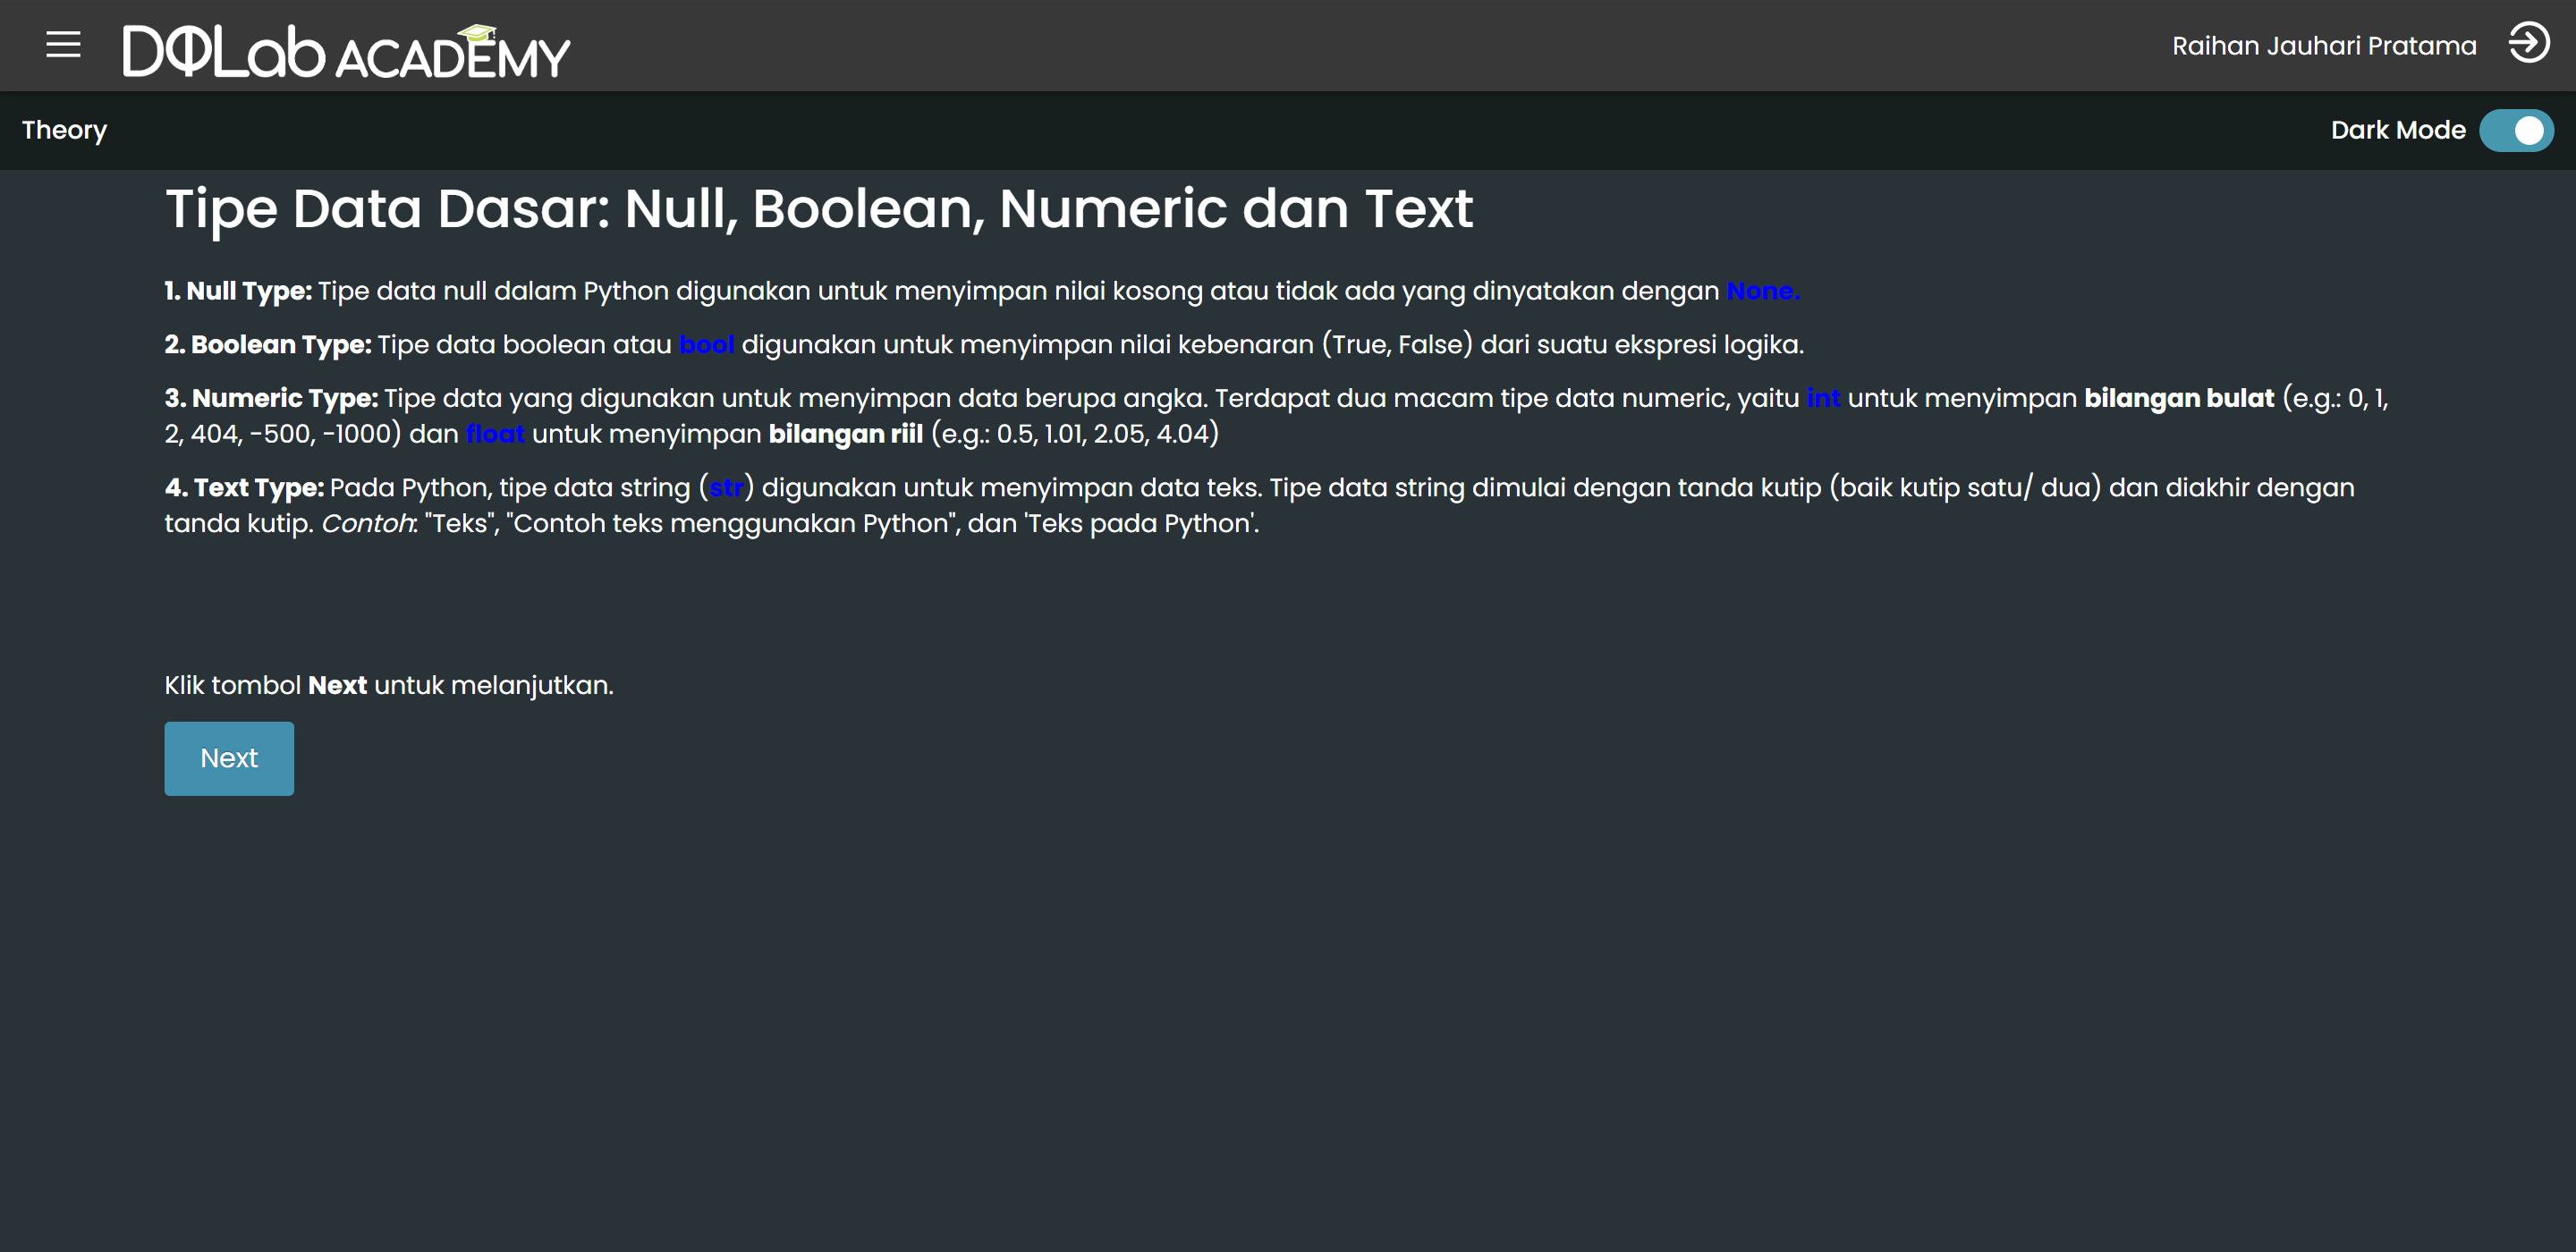 DQLab ACADEMY
Raihan Jauhari Pratama
Theory
Dark Mode
Tipe Data Dasar: Null, Boolean, Numeric dan Text
1. Null Type: Tipe data null dalam Python digunakan untuk menyimpan nilai kosong atau tidak ada yang dinyatakan dengan None.
2. Boolean Type: Tipe data boolean atau bool digunakan untuk menyimpan nilai kebenaran (True, False) dari suatu ekspresi logika.
3. Numeric Type: Tipe data yang digunakan untuk menyimpan data berupa angka. Terdapat dua macam tipe data numeric, yaitu int untuk menyimpan bilangan bulat (e.g.: 0, 1,
2, 404, -500, -1000) dan float untuk menyimpan bilangan riil (e.g.: 0.5, 1.01, 2.05, 4.04)
4. Text Type: Pada Python, tipe data string (str) digunakan untuk menyimpan data teks. Tipe data string dimulai dengan tanda kutip (baik kutip satu/ dua) dan diakhir dengan
tanda kutip. Contoh: "Teks", "Contoh teks menggunakan Python", dan 'Teks pada Python'.
Klik tombol Next untuk melanjutkan.
Next